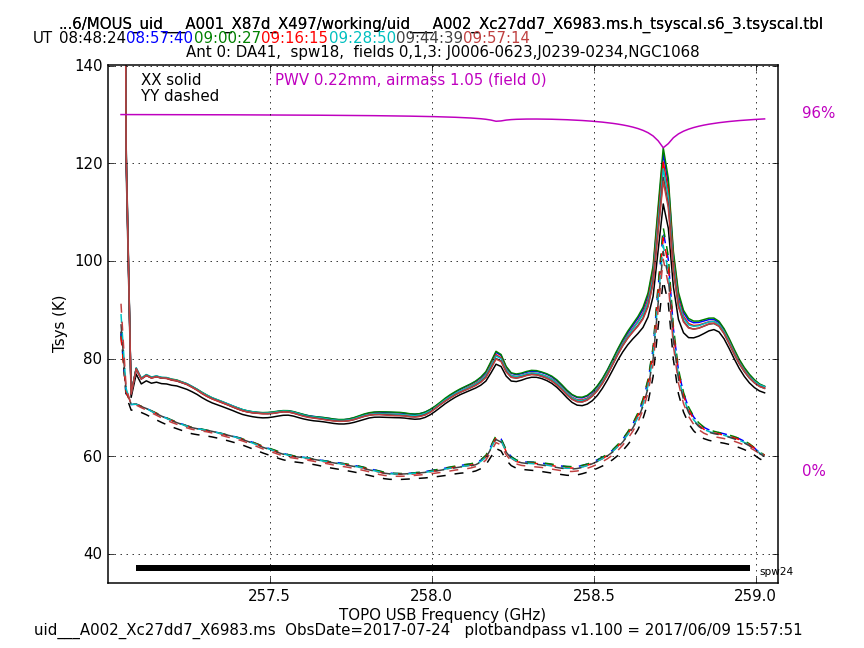 ...6/MOUS_uid___A001_X87d_X497/working/uid___A002_Xc27dd7_X6983.ms.h_tsyscal.s6_3.tsyscal.tbl
UT 08:48:24 08:57:40 09:00:27 09:16:15 09:28:50 09:44:39 09:57:14
Ant 0: DA41, spw18, fields 0,1,3: J0006-0623,J0239-0234,NGC1068
XX solid
YY dashed
PWV 0.22mm, airmass 1.05 (field 0)
96%
0%
Tsys (K)
140
120
100
80
60
40
spw24
257.5 258.0 258.5 259.0
TOPO USB Frequency (GHz)
uid___A002_Xc27dd7_X6983.ms ObsDate=2017-07-24 plotbandpass v1.100 = 2017/06/09 15:57:51